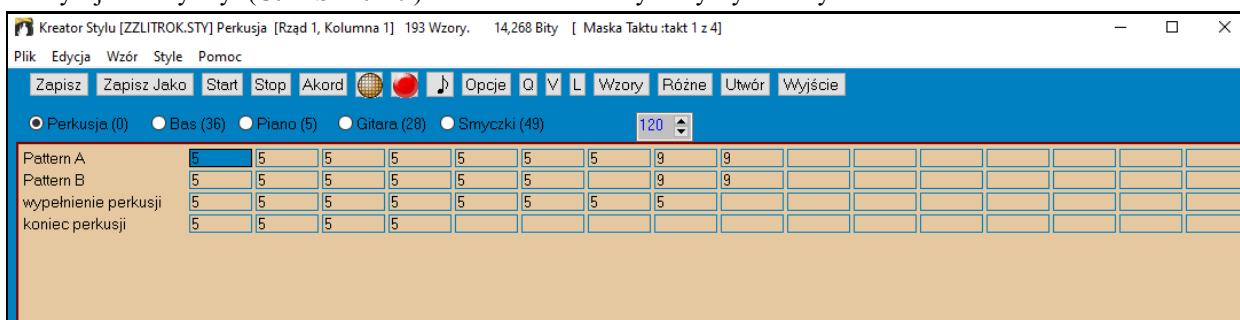 Kreator Stylu [ZZLITROK.STY] Perkusja [Rząd 1, Kolumna 1] 193 Wzory. 14,268 Bity [ Maska Taktu :takt 1 z 4]
Plik Edycja Wzór Style Pomoc
Zapisz Zapisz Jako Start Stop Akord Opcje Q V L Wzory Różne Utwór Wyjście
Perkusja (0) Bas (36) Piano (5) Gitara (28) Smyczki (49) 120
Pattern A 5 5 5 5 5 5 5 9 9
Pattern B 5 5 5 5 5 5 9 9
wypełnienie perkusji 5 5 5 5 5 5 5 5
koniec perkusji 5 5 5 5